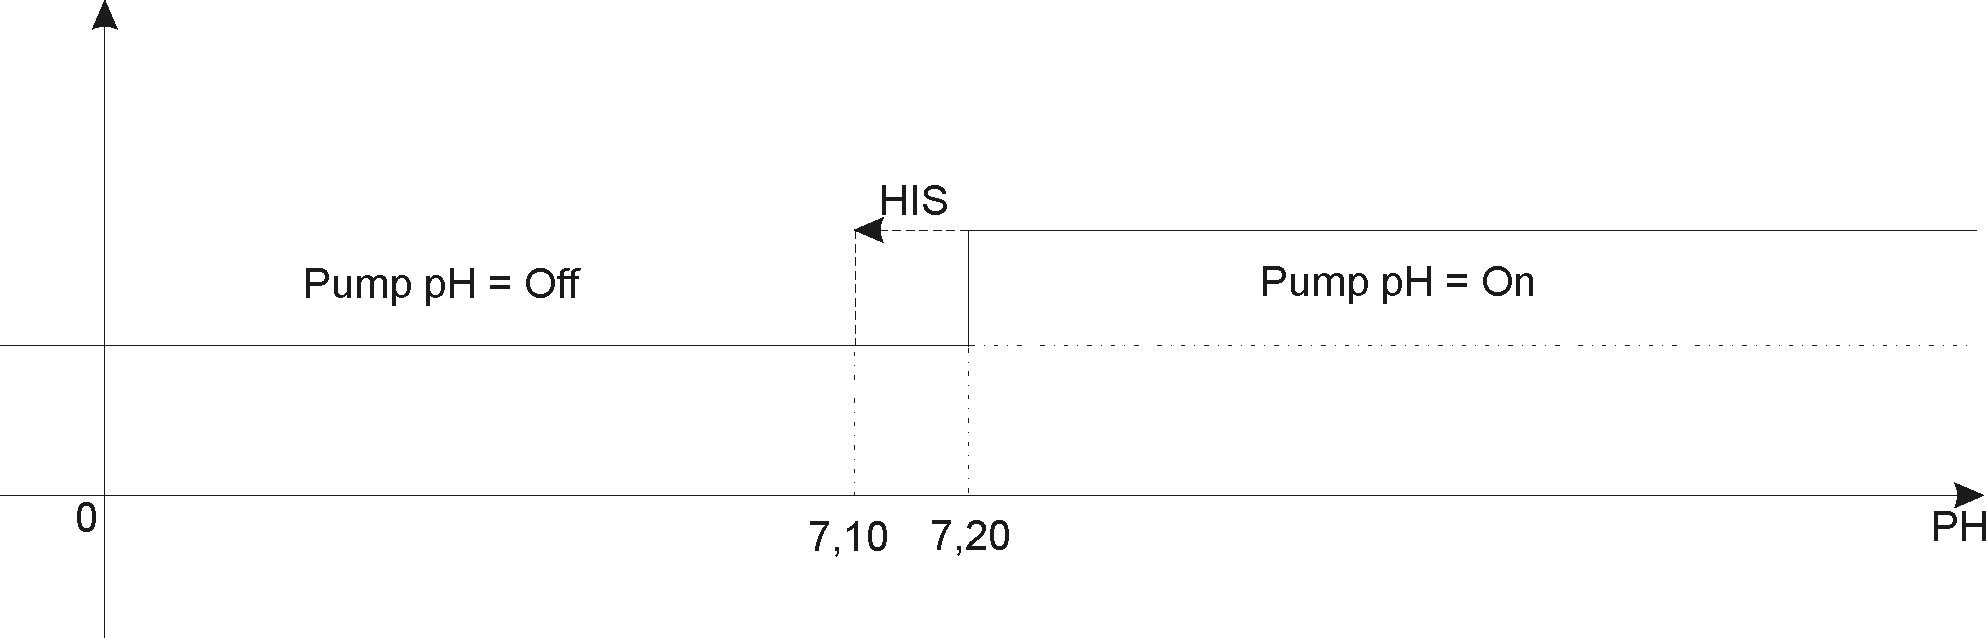 HIS
Pump pH = Off
Pump pH = On
0
7,10
7,20
PH